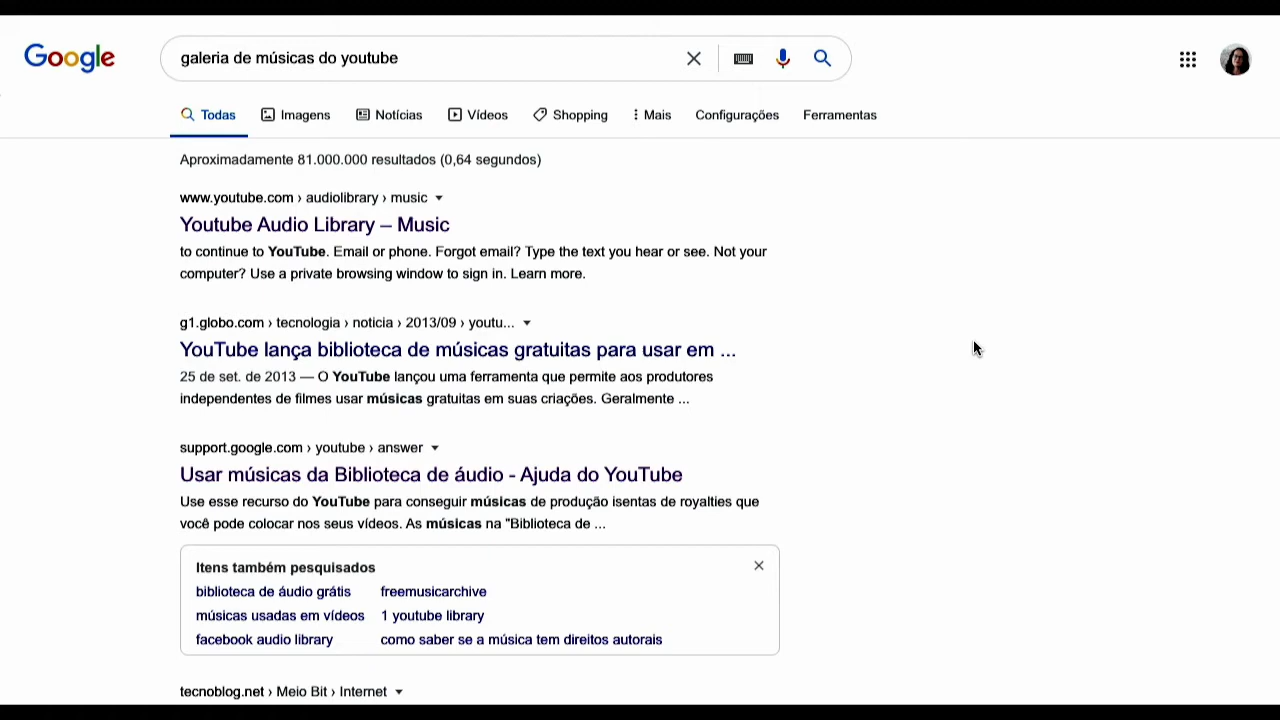 Google
galeria de músicas do youtube
Todas Imagens Notícias Vídeos Shopping Mais Configurações Ferramentas
Aproximadamente 81.000.000 resultados (0,64 segundos)
www.youtube.com › audiolibrary › music
Youtube Audio Library – Music
to continue to YouTube. Email or phone. Forgot email? Type the text you hear or see. Not your
computer? Use a private browsing window to sign in. Learn more.
g1.globo.com › tecnologia › noticia › 2013/09 › youtu...
YouTube lança biblioteca de músicas gratuitas para usar em ...
25 de set. de 2013 — O YouTube lançou uma ferramenta que permite aos produtores
independentes de filmes usar músicas gratuitas em suas criações. Geralmente ...
support.google.com › youtube › answer
Usar músicas da Biblioteca de áudio - Ajuda do YouTube
Use esse recurso do YouTube para conseguir músicas de produção isentas de royalties que
você pode colocar nos seus vídeos. As músicas na "Biblioteca de ...
Itens também pesquisados
biblioteca de áudio grátis freemusicarchive
músicas usadas em vídeos 1 youtube library
facebook audio library como saber se a música tem direitos autorais
tecnoblog.net › Meio Bit › Internet